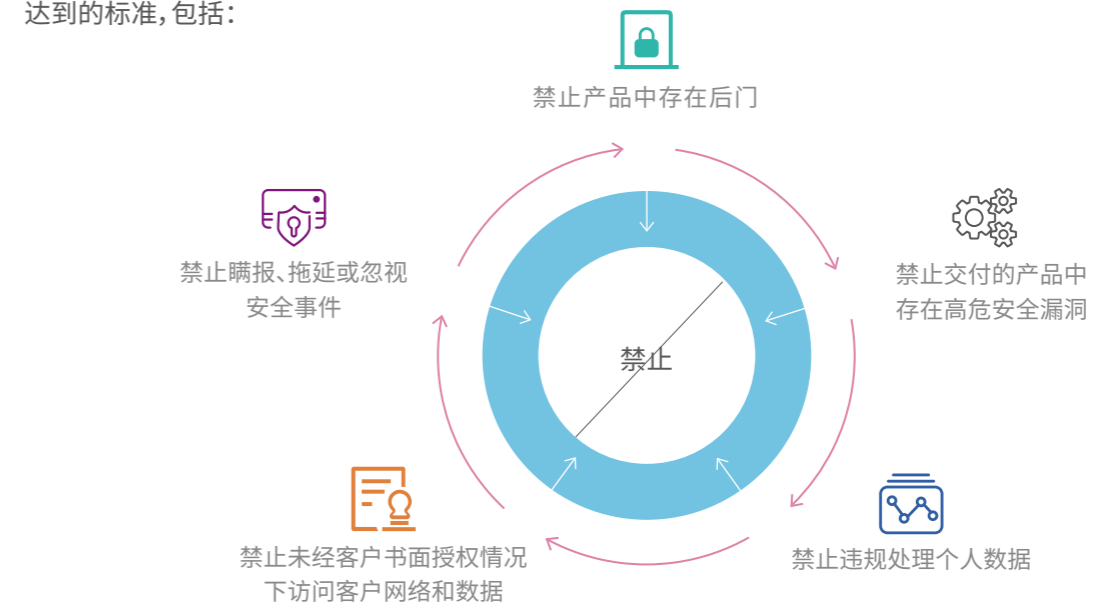 达到的标准，包括：
禁止产品中存在后门
禁止瞒报、拖延或忽视
安全事件
禁止交付的产品中
存在高危安全漏洞
禁止
禁止未经客户书面授权情况
下访问客户网络和数据
禁止违规处理个人数据